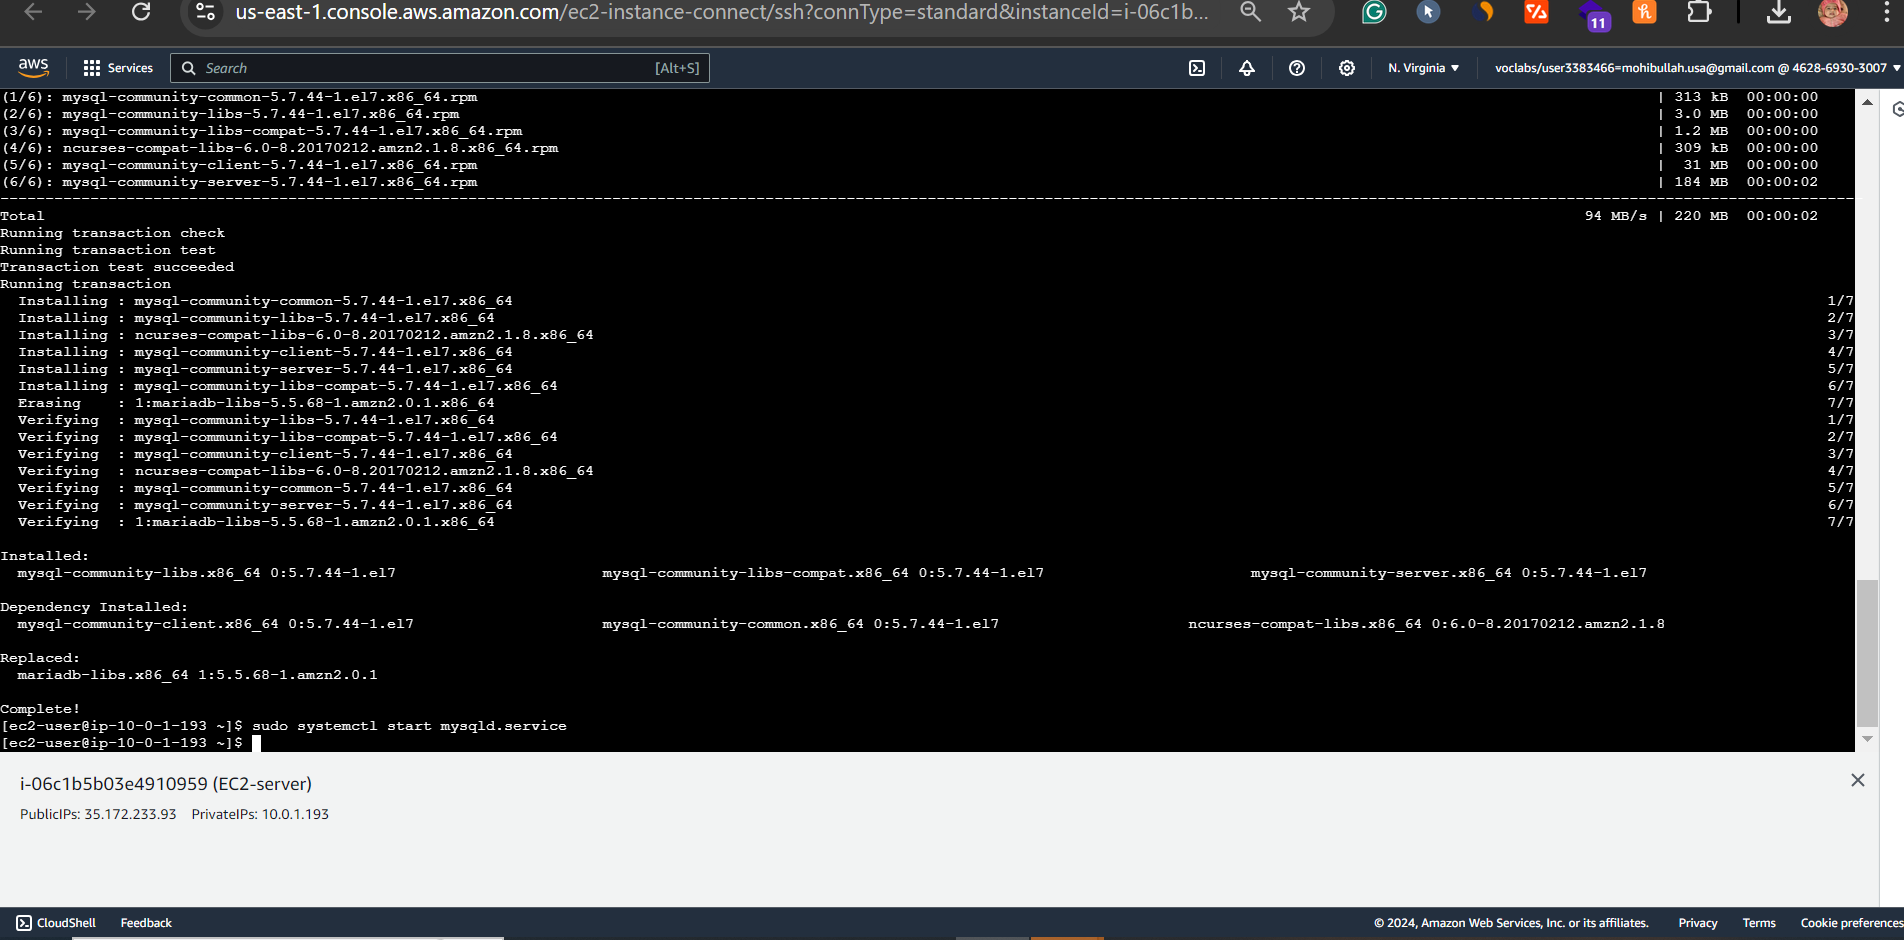 us-east-1.console.aws.amazon.com/ec2-instance-connect/ssh?connType=standard&instanceId=i-06c1b...
11
aws Services Search [Alt+S] N. Virginia voclabs/user3383466=mohibullah.usa@gmail.com @ 4628-6930-3007
(1/6): mysql-community-common-5.7.44-1.el7.x86_64.rpm | 313 kB 00:00:00
(2/6): mysql-community-libs-5.7.44-1.el7.x86_64.rpm | 3.0 MB 00:00:00
(3/6): mysql-community-libs-compat-5.7.44-1.el7.x86_64.rpm | 1.2 MB 00:00:00
(4/6): ncurses-compat-libs-6.0-8.20170212.amzn2.1.8.x86_64.rpm | 309 kB 00:00:00
(5/6): mysql-community-client-5.7.44-1.el7.x86_64.rpm | 31 MB 00:00:00
(6/6): mysql-community-server-5.7.44-1.el7.x86_64.rpm | 184 MB 00:00:02
Total 94 MB/s | 220 MB 00:00:02
Running transaction check
Running transaction test
Transaction test succeeded
Running transaction
Installing : mysql-community-common-5.7.44-1.el7.x86_64 1/7
Installing : mysql-community-libs-5.7.44-1.el7.x86_64 2/7
Installing : ncurses-compat-libs-6.0-8.20170212.amzn2.1.8.x86_64 3/7
Installing : mysql-community-client-5.7.44-1.el7.x86_64 4/7
Installing : mysql-community-server-5.7.44-1.el7.x86_64 5/7
Installing : mysql-community-libs-compat-5.7.44-1.el7.x86_64 6/7
Erasing : 1:mariadb-libs-5.5.68-1.amzn2.0.1.x86_64 7/7
Verifying : mysql-community-libs-5.7.44-1.el7.x86_64 1/7
Verifying : mysql-community-libs-compat-5.7.44-1.el7.x86_64 2/7
Verifying : mysql-community-client-5.7.44-1.el7.x86_64 3/7
Verifying : ncurses-compat-libs-6.0-8.20170212.amzn2.1.8.x86_64 4/7
Verifying : mysql-community-common-5.7.44-1.el7.x86_64 5/7
Verifying : mysql-community-server-5.7.44-1.el7.x86_64 6/7
Verifying : 1:mariadb-libs-5.5.68-1.amzn2.0.1.x86_64 7/7
Installed:
mysql-community-libs.x86_64 0:5.7.44-1.el7 mysql-community-libs-compat.x86_64 0:5.7.44-1.el7 mysql-community-server.x86_64 0:5.7.44-1.el7
Dependency Installed:
mysql-community-client.x86_64 0:5.7.44-1.el7 mysql-community-common.x86_64 0:5.7.44-1.el7 ncurses-compat-libs.x86_64 0:6.0-8.20170212.amzn2.1.8
Replaced:
mariadb-libs.x86_64 1:5.5.68-1.amzn2.0.1
Complete!
[ec2-user@ip-10-0-1-193 ~]$ sudo systemctl start mysqld.service
[ec2-user@ip-10-0-1-193 ~]$
i-06c1b5b03e4910959 (EC2-server)
PublicIPs: 35.172.233.93 PrivateIPs: 10.0.1.193
CloudShell Feedback © 2024, Amazon Web Services, Inc. or its affiliates. Privacy Terms Cookie preferences